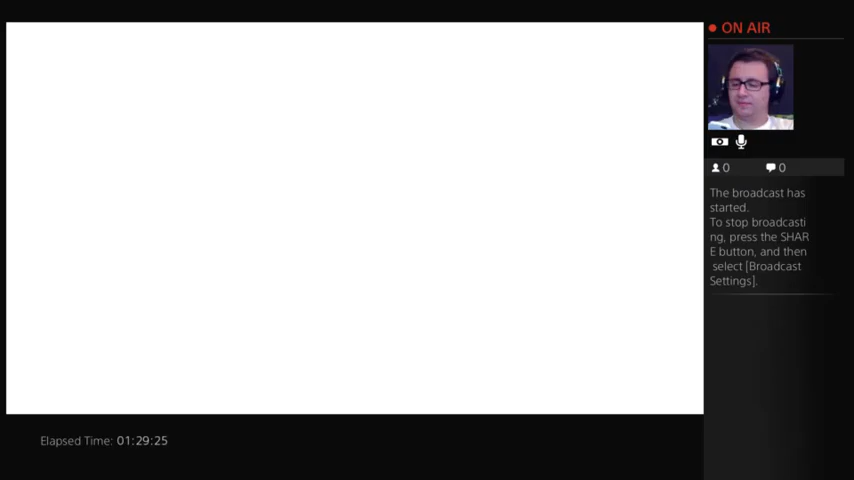 ON AIR
0 0
The broadcast has
started.
To stop broadcasti
ng, press the SHAR
E button, and then
select [Broadcast
Settings].
Elapsed Time: 01:29:25